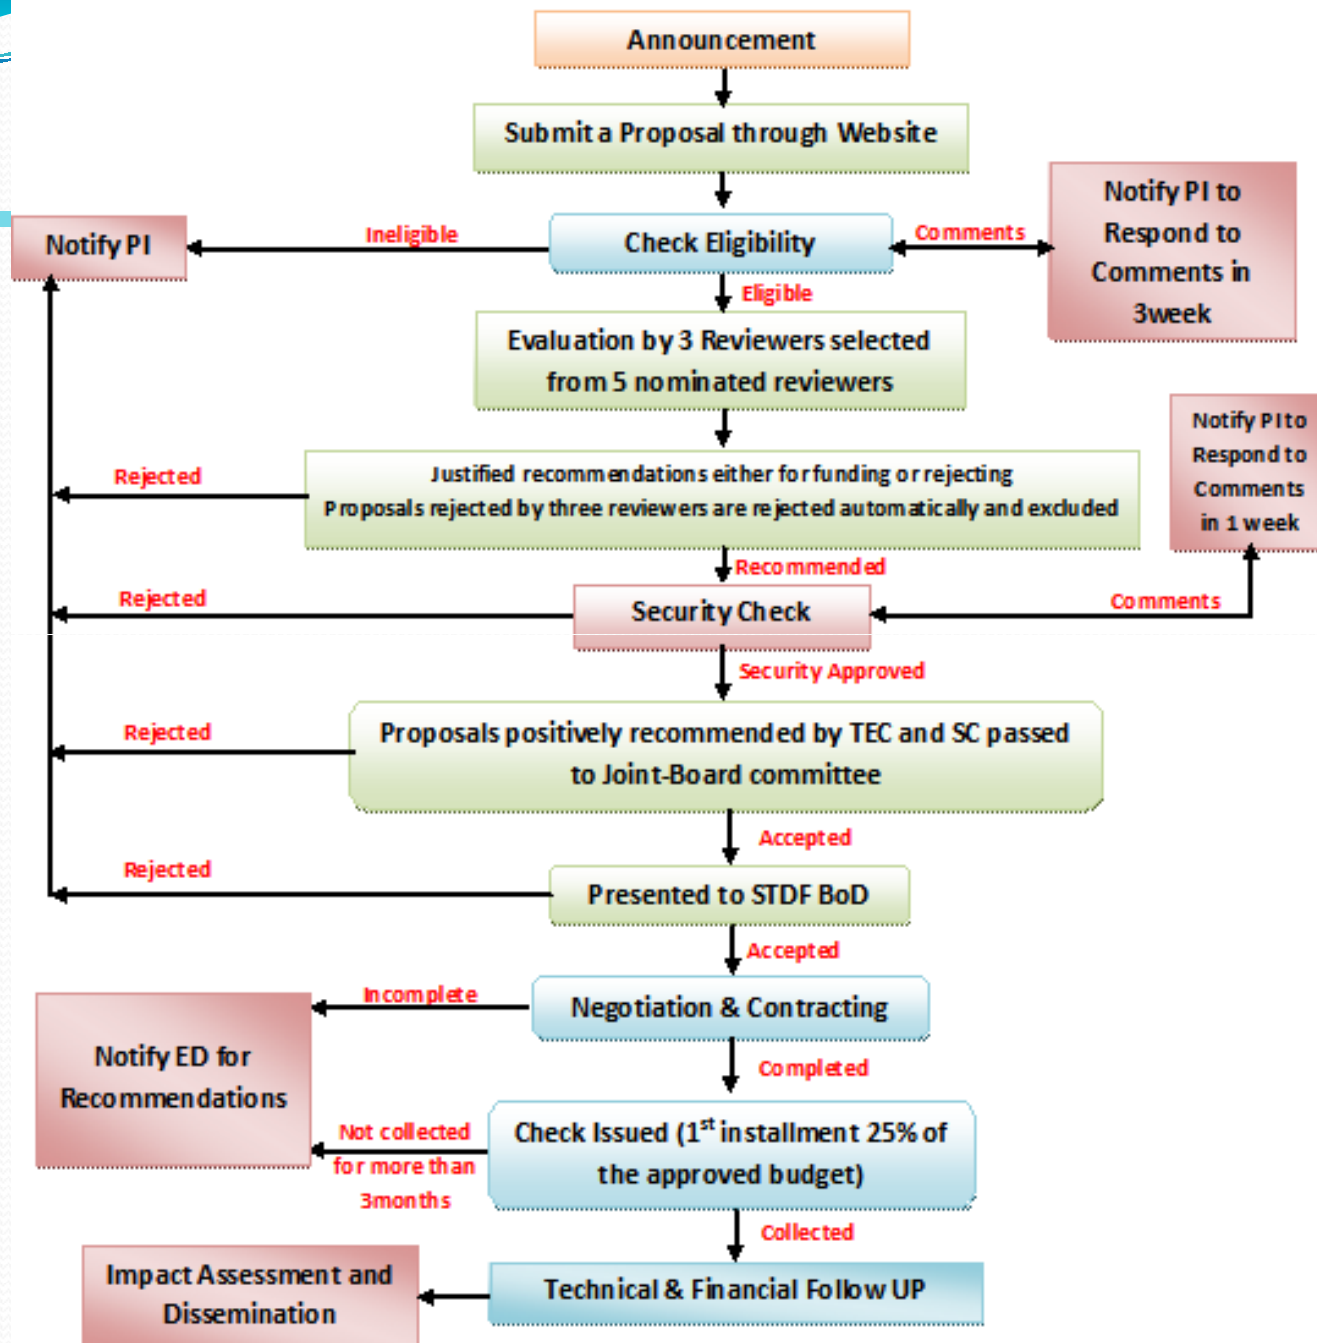 Announcement
Submit a Proposal through Website
Notify PI
Ineligible
Check Eligibility
Comments
Notify PI to
Respond to
Comments in
3week
Eligible
Evaluation by 3 Reviewers selected
from 5 nominated reviewers
Notify PI to
Respond to
Comments
in 1 week
Rejected
Justified recommendations either for funding or rejecting
Proposals rejected by three reviewers are rejected automatically and excluded
Recommended
Rejected
Security Check
Comments
Security Approved
Rejected
Proposals positively recommended by TEC and SC passed
to Joint-Board committee
Accepted
Rejected
Presented to STDF BoD
Accepted
Incomplete
Negotiation & Contracting
Notify ED for
Recommendations
Completed
Not collected
for more than
3months
Check Issued (1st installment 25% of
the approved budget)
Collected
Impact Assessment and
Dissemination
Technical & Financial Follow UP